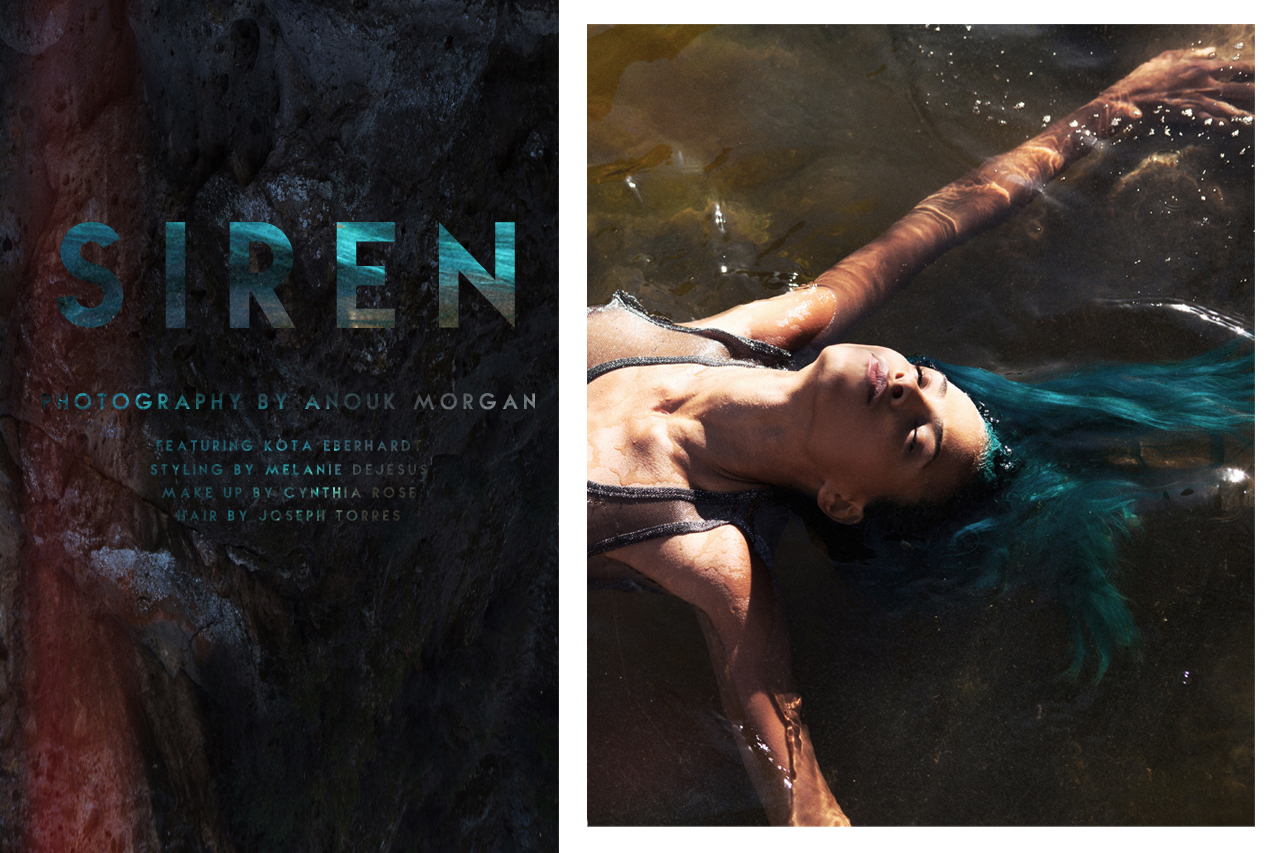 SIREN
PHOTOGRAPHY BY ANOUK MORGAN
FEATURING KOTA EBERHARDT
STYLING BY MELANIE DEJESUS
MAKE UP BY CYNTHIA ROSE
HAIR BY JOSEPH TORRES